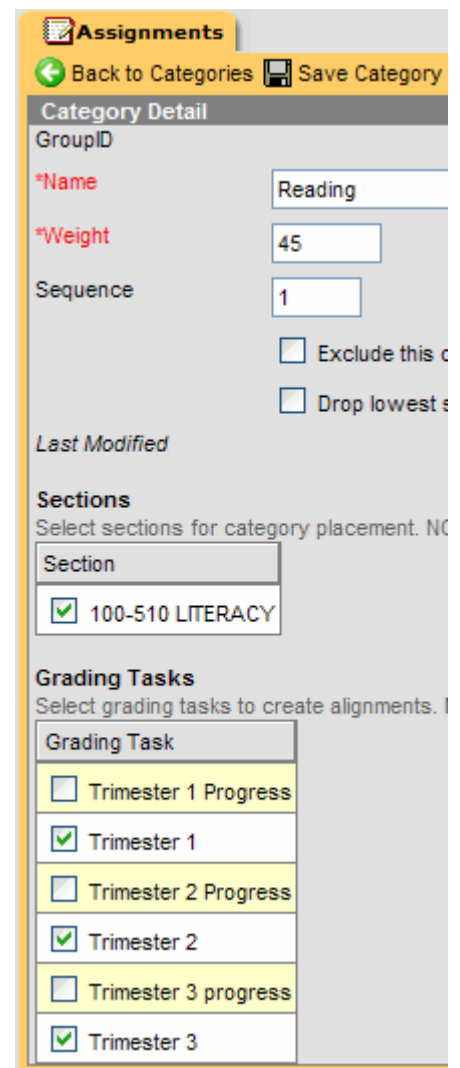 Assignments
Back to Categories Save Category
Category Detail
GroupID
*Name Reading
*Weight 45
Sequence 1
Exclude this
Drop lowest
Last Modified
Sections
Select sections for category placement.
Section
100-510 LITERACY
Grading Tasks
Select grading tasks to create alignments.
Grading Task
Trimester 1 Progress
Trimester 1
Trimester 2 Progress
Trimester 2
Trimester 3 progress
Trimester 3